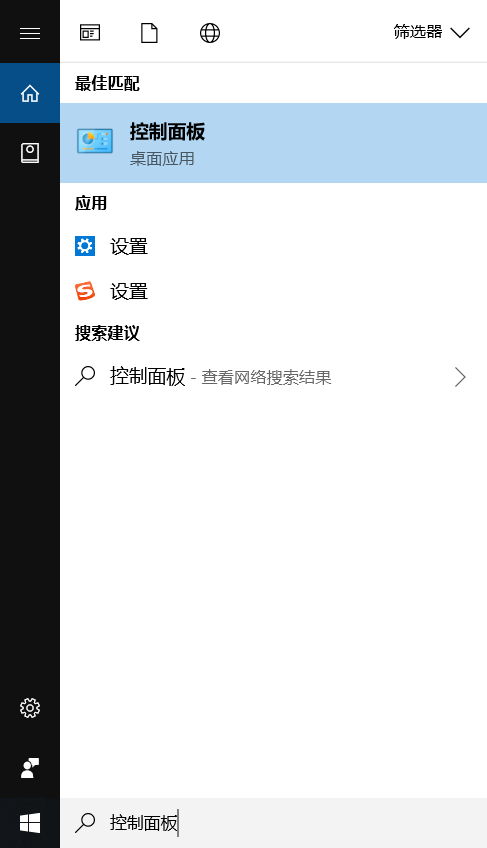 筛选器
最佳匹配
控制面板
桌面应用
应用
设置
设置
搜索建议
控制面板 - 查看网络搜索结果
控制面板